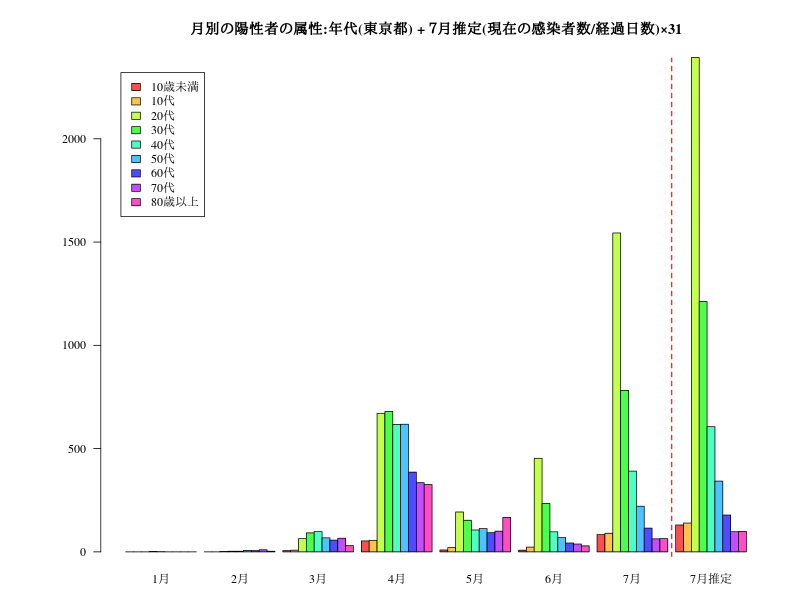 月別の陽性者の属性:年代(東京都) + 7月推定(現在の感染者数/経過日数)×31
10歳未満
10代
20代
30代
40代
50代
60代
70代
80歳以上
2000
1500
1000
500
0
1月 2月 3月 4月 5月 6月 7月 7月推定